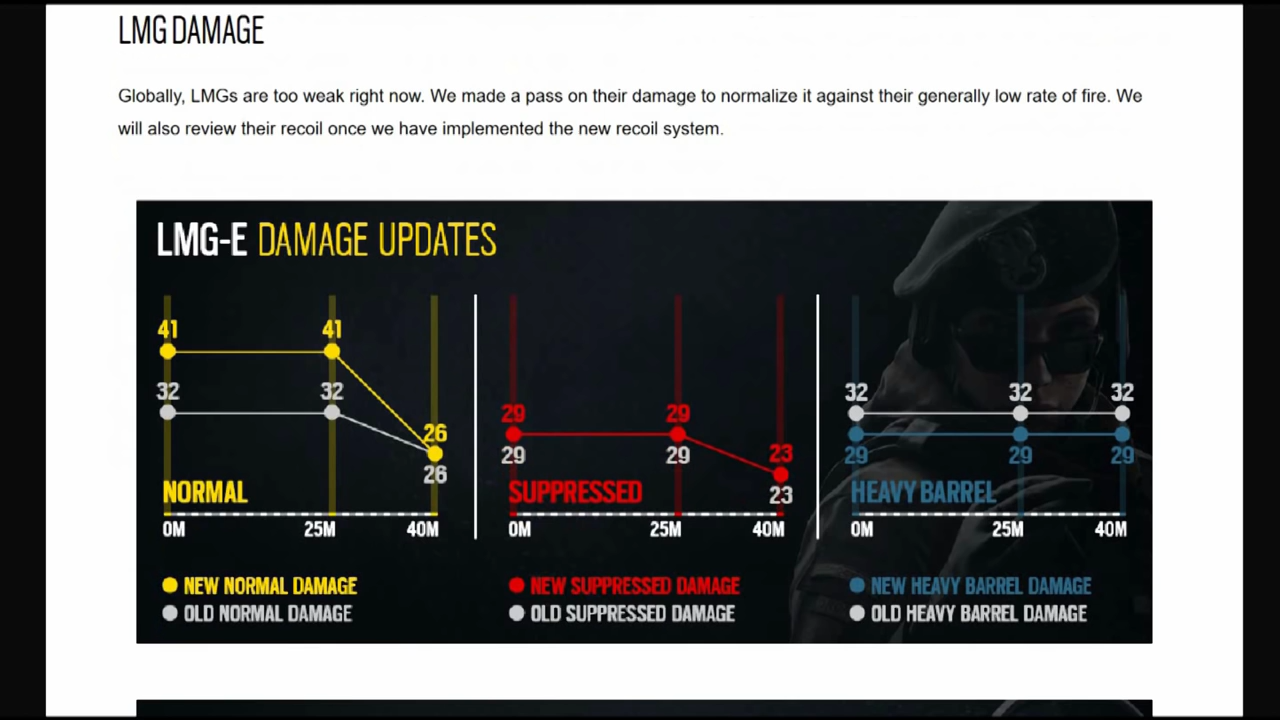 LMG DAMAGE
Globally, LMGs are too weak right now. We made a pass on their damage to normalize it against their generally low rate of fire. We
will also review their recoil once we have implemented the new recoil system.
LMG-E DAMAGE UPDATES
41 41
32 32
26
26
NORMAL
0M 25M 40M
NEW NORMAL DAMAGE
OLD NORMAL DAMAGE
29 29
29 29
23
23
SUPPRESSED
0M 25M 40M
NEW SUPPRESSED DAMAGE
OLD SUPPRESSED DAMAGE
32 32 32
29 29 29
HEAVY BARREL
0M 25M 40M
NEW HEAVY BARREL DAMAGE
OLD HEAVY BARREL DAMAGE